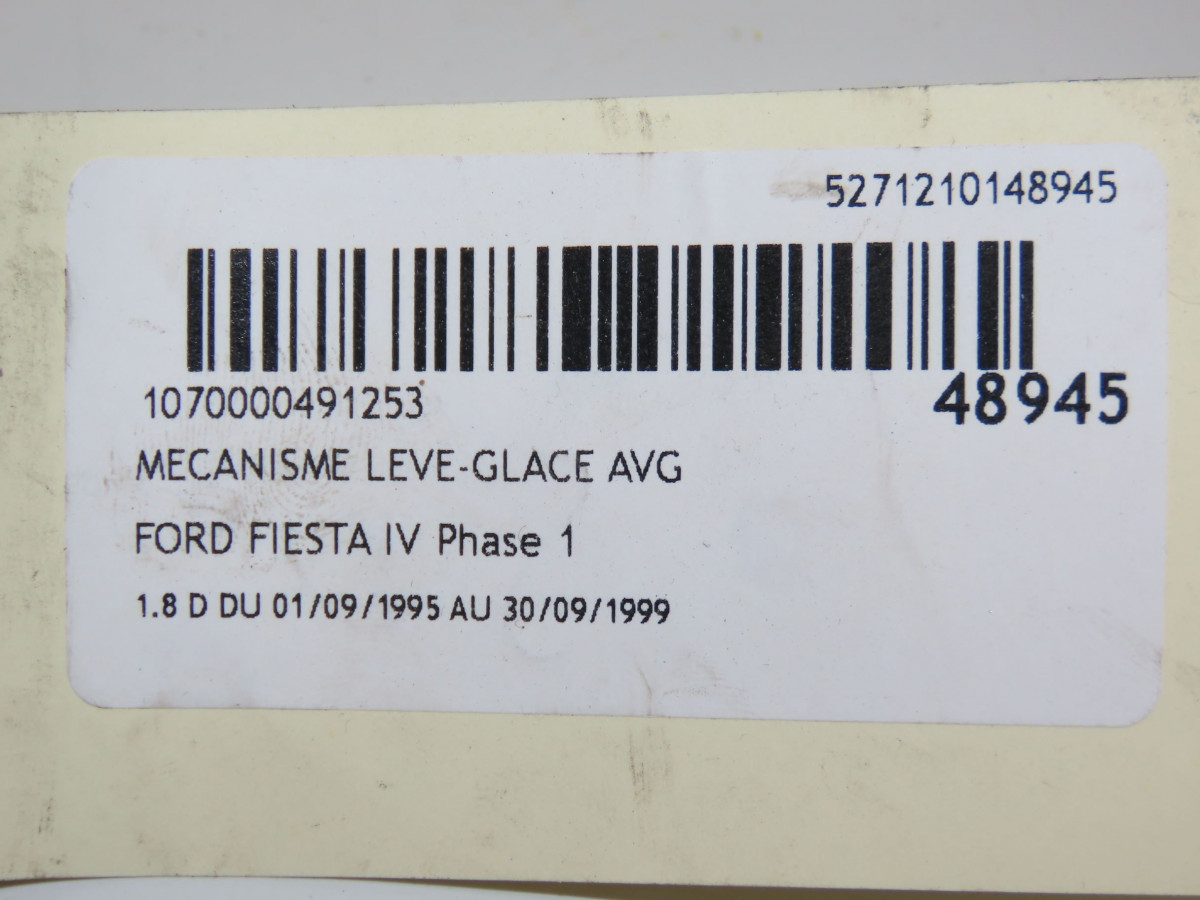 5271210148945
1070000491253
48945
MECANISME LEVE-GLACE AVG
FORD FIESTA IV Phase 1
1.8 D DU 01/09/1995 AU 30/09/1999